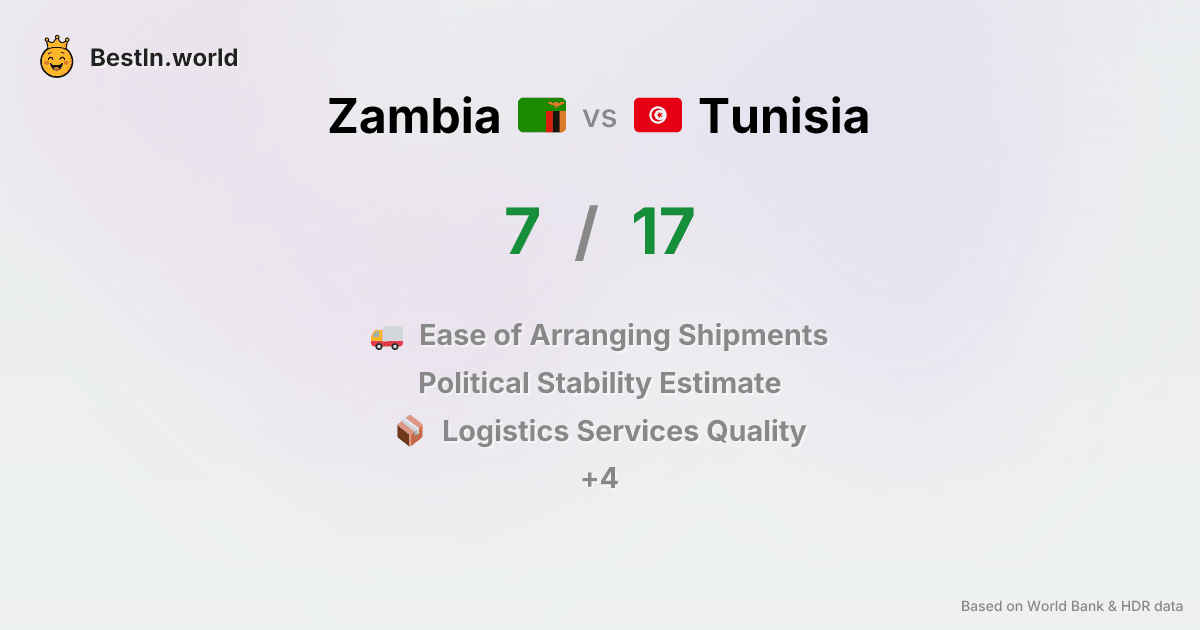 BestIn.world
Zambia vs Tunisia
7 / 17
Ease of Arranging Shipments
Political Stability Estimate
Logistics Services Quality
+4
Based on World Bank & HDR data